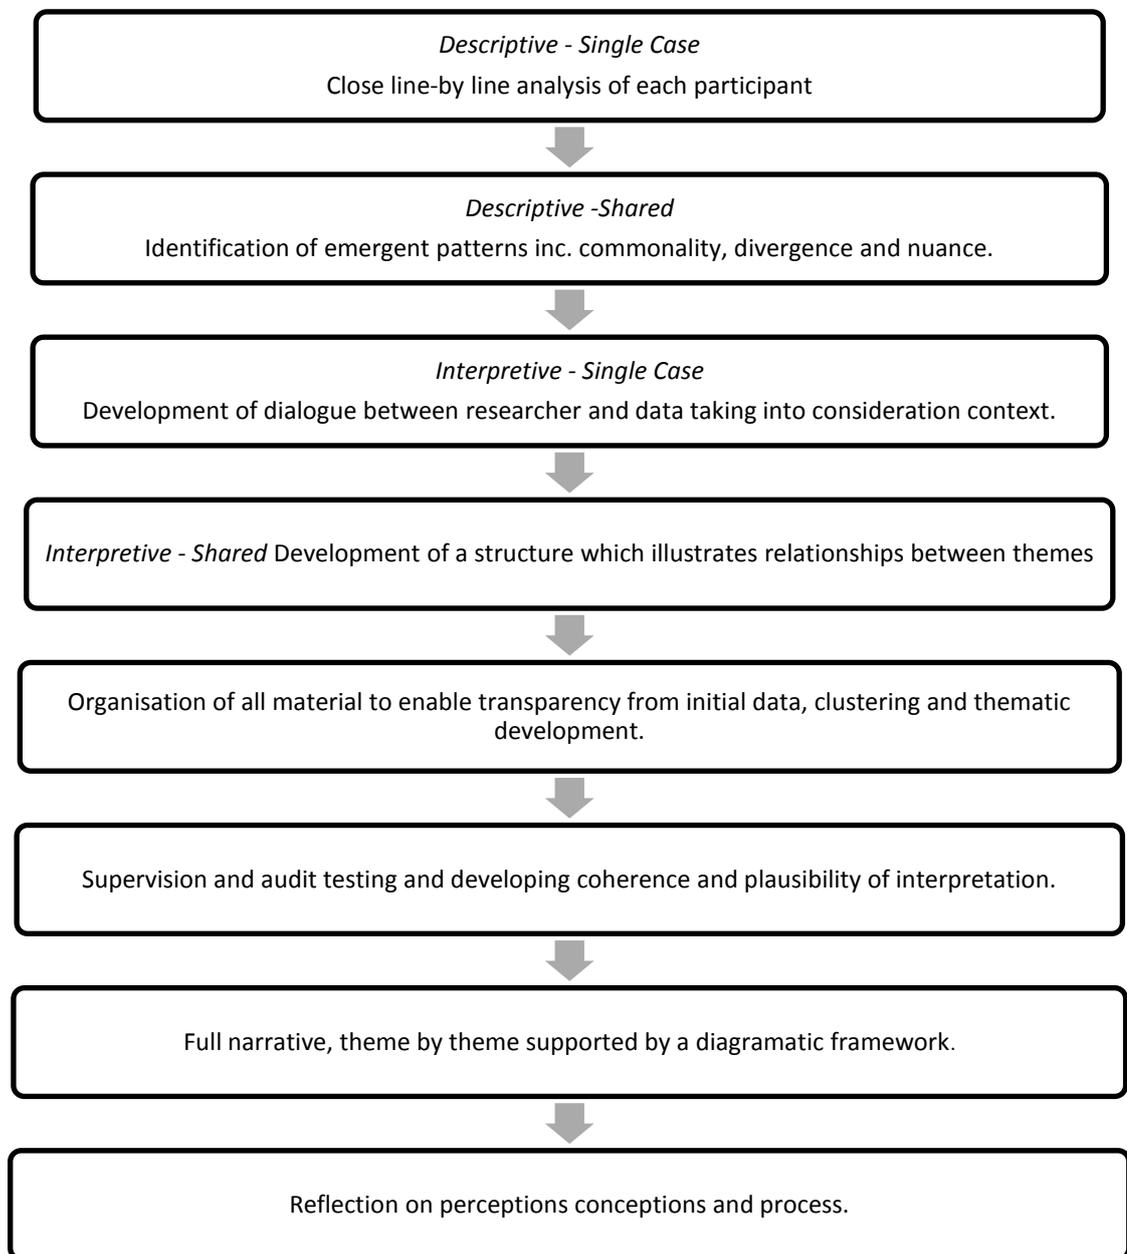 Descriptive - Single Case
Close line-by line analysis of each participant
Descriptive -Shared
Identification of emergent patterns inc. commonality, divergence and nuance.
Interpretive - Single Case
Development of dialogue between researcher and data taking into consideration context.
Interpretive - Shared Development of a structure which illustrates relationships between themes
Organisation of all material to enable transparency from initial data, clustering and thematic
development.
Supervision and audit testing and developing coherence and plausibility of interpretation.
Full narrative, theme by theme supported by a diagramatic framework.
Reflection on perceptions conceptions and process.